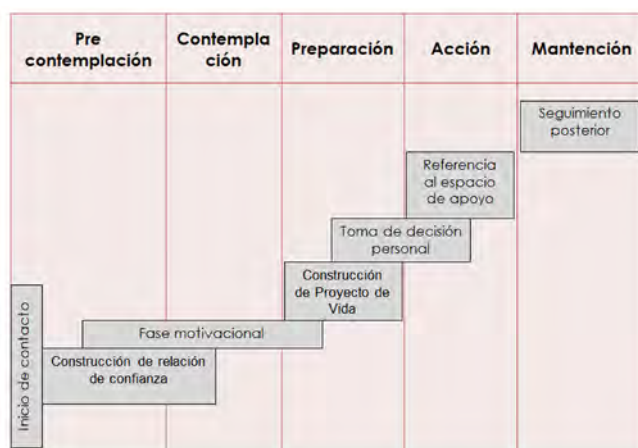 Pre
contemplación
Contempla
ción
Preparación
Acción
Mantención
Seguimiento
posterior
Referencia
al espacio
de apoyo
Toma de decisión
personal
Construcción
de Proyecto de
Vida
Fase motivacional
Construcción de relación
de confianza
Inicio de contacto